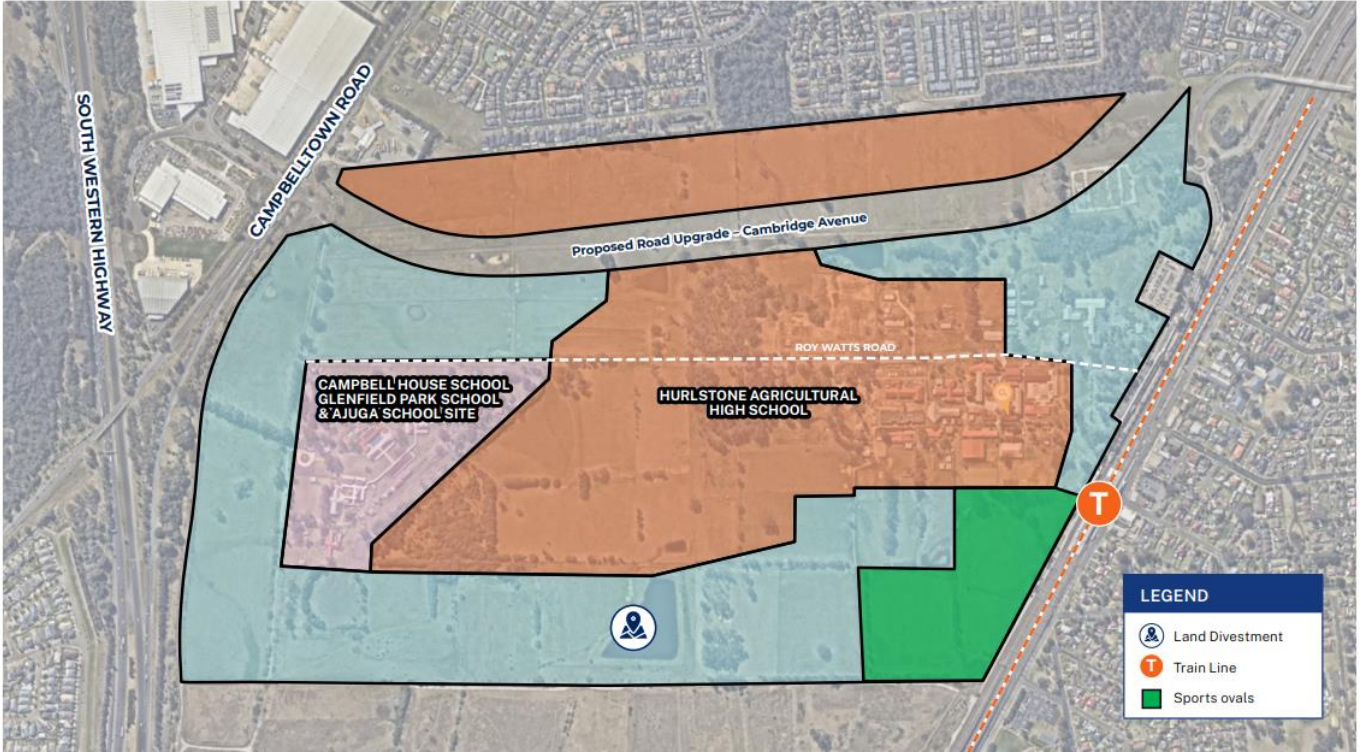 SOUTH WESTERN HIGHWAY
CAMPBELLTOWN ROAD
Proposed Road Upgrade – Cambridge Avenue
ROY WATTS ROAD
CAMPBELL HOUSE SCHOOL
GLENFIELD PARK SCHOOL
& AJUGA SCHOOL SITE
HURLSTONE AGRICULTURAL
HIGH SCHOOL
T
LEGEND
Land Divestment
T Train Line
Sports ovals